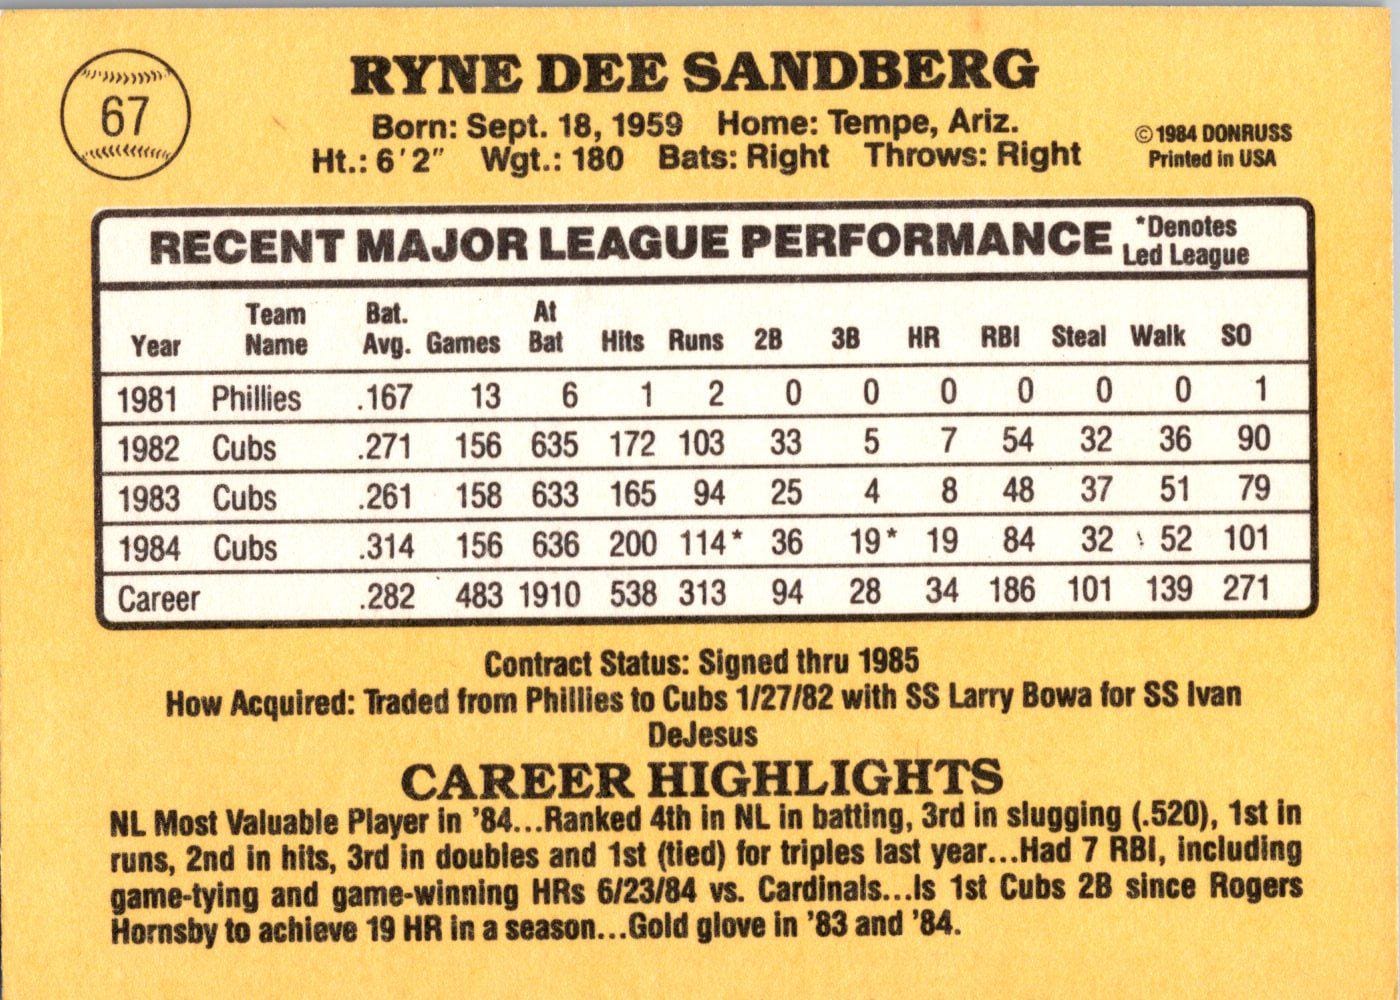 67
RYNE DEE SANDBERG
Born: Sept. 18, 1959 Home: Tempe, Ariz.
Ht.: 6'2" Wgt.: 180 Bats: Right Throws: Right
©1984 DONRUSS
Printed in USA
RECENT MAJOR LEAGUE PERFORMANCE
*Denotes
Led League
Year Team Name Bat. Avg. Games At Bat Hits Runs 2B 3B HR RBI Steal Walk SO
1981 Phillies .167 13 6 1 2 0 0 0 0 0 0 1
1982 Cubs .271 156 635 172 103 33 5 7 54 32 36 90
1983 Cubs .261 158 633 165 94 25 4 8 48 37 51 79
1984 Cubs .314 156 636 200 114* 36 19* 19 84 32 52 101
Career .282 483 1910 538 313 94 28 34 186 101 139 271
Contract Status: Signed thru 1985
How Acquired: Traded from Phillies to Cubs 1/27/82 with SS Larry Bowa for SS Ivan
DeJesus
CAREER HIGHLIGHTS
NL Most Valuable Player in '84...Ranked 4th in NL in batting, 3rd in slugging (.520), 1st in
runs, 2nd in hits, 3rd in doubles and 1st (tied) for triples last year...Had 7 RBI, including
game-tying and game-winning HRs 6/23/84 vs. Cardinals...Is 1st Cubs 2B since Rogers
Hornsby to achieve 19 HR in a season...Gold glove in '83 and '84.